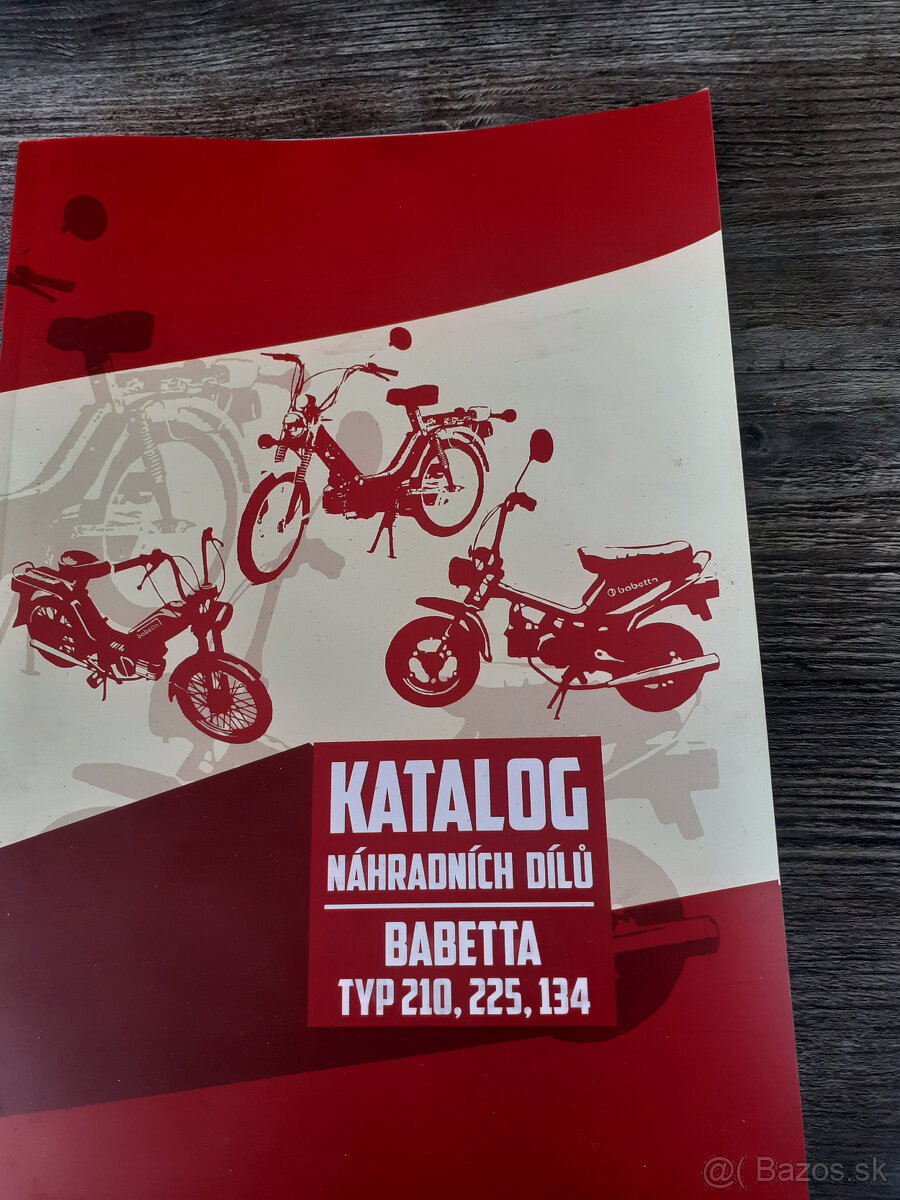 babetta
babetta
KATALOG
NÁHRADNÍCH DÍLŮ
BABETTA
TYP 210, 225, 134
@( Bazos.sk